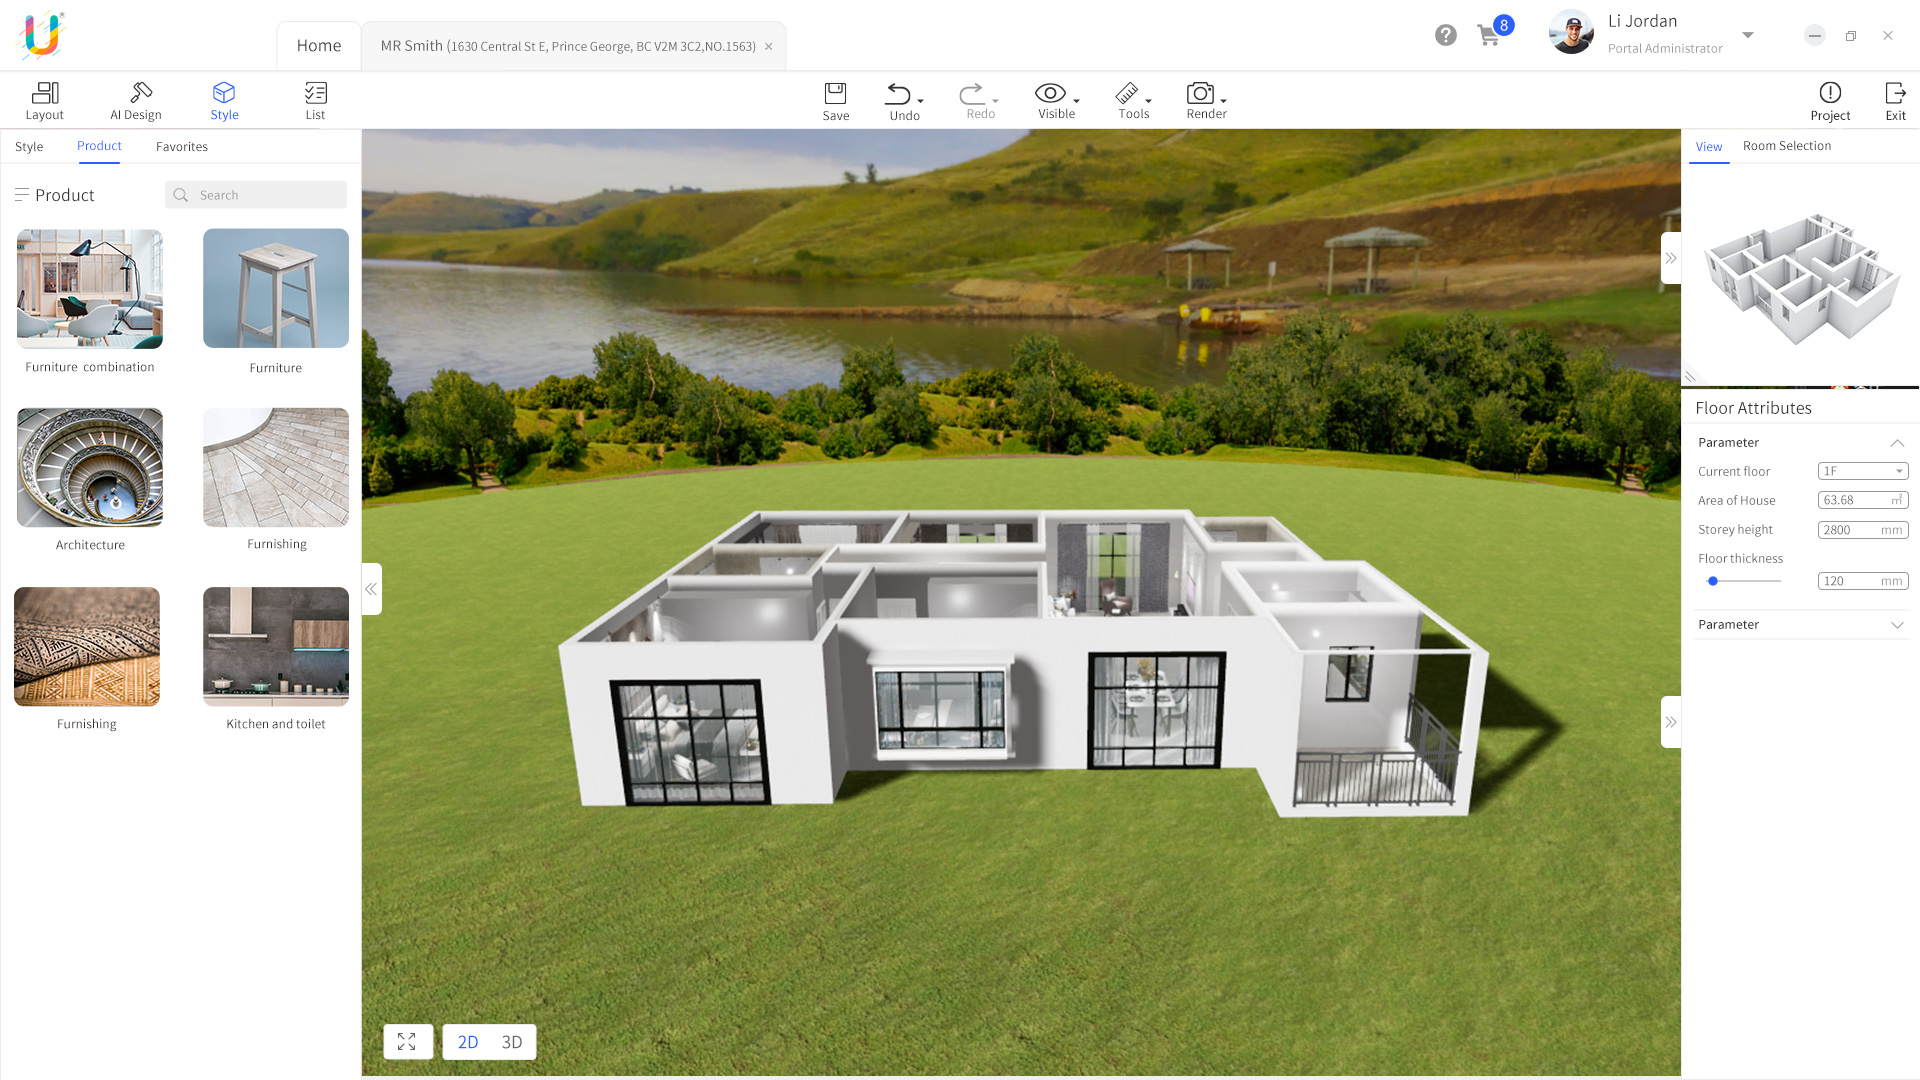 Home
MR Smith (1630 Central St E, Prince George, BC V2M 3C2,NO.1563)
8
Li Jordan
Portal Administrator
Layout
AI Design
Style
List
Save
Undo
Redo
Visible
Tools
Render
Project
Exit
Style
Product
Favorites
View
Room Selection
Product
Search
Furniture combination
Furniture
Architecture
Furnishing
Furnishing
Kitchen and toilet
Floor Attributes
Parameter
Current floor
1F
Area of House
63.68 m²
Storey height
2800 mm
Floor thickness
120 mm
Parameter
2D
3D